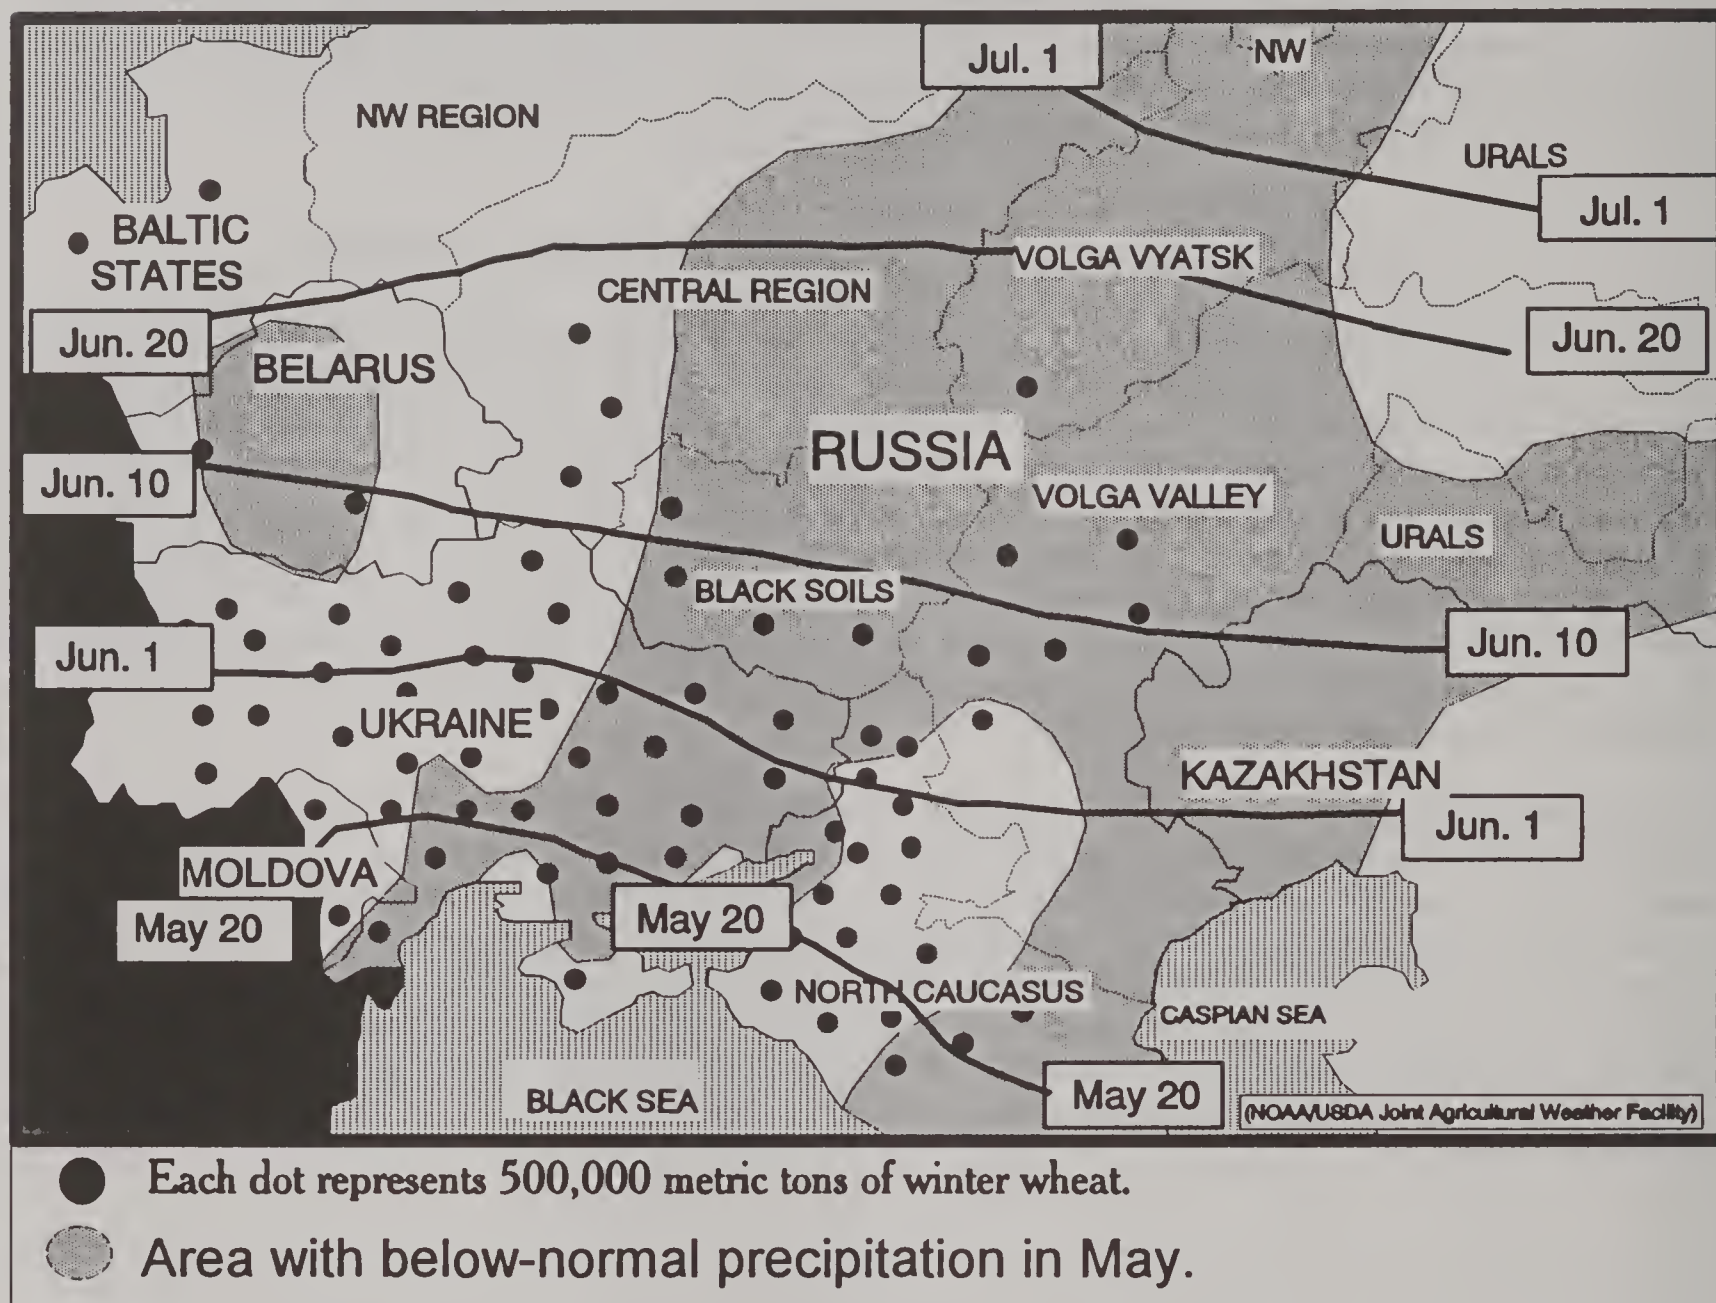 Jul. 1
NW
NW REGION
URALS
Jul. 1
BALTIC
STATES
VOLGA VYATSK
CENTRAL REGION
Jun. 20
Jun. 20
BELARUS
RUSSIA
Jun. 10
VOLGA VALLEY
URALS
BLACK SOILS
Jun. 1
Jun. 10
UKRAINE
KAZAKHSTAN
Jun. 1
MOLDOVA
May 20
May 20
NORTH CAUCASUS
CASPIAN SEA
BLACK SEA
May 20
(NOAA/USDA Joint Agricultural Weather Facility)
Each dot represents 500,000 metric tons of winter wheat.
Area with below-normal precipitation in May.